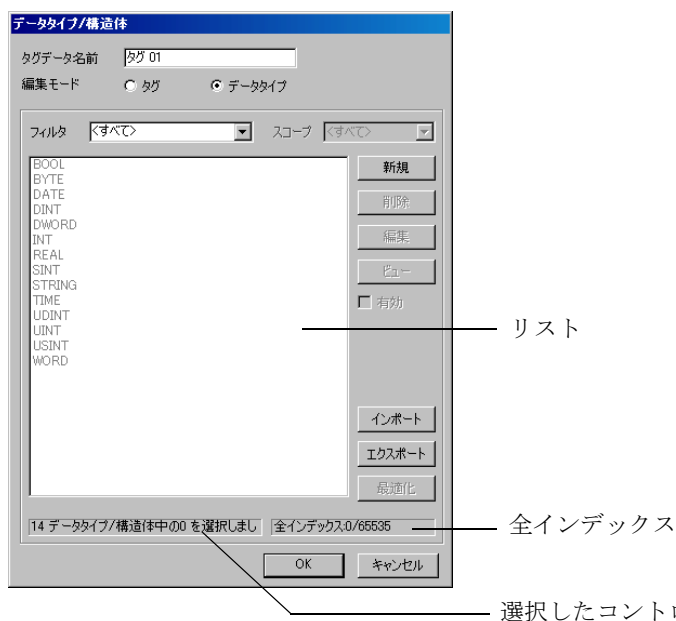 データタイプ/構造体
タグデータ名前 タグ 01
編集モード タグ データタイプ
フィルタ <すべて> スコープ <すべて>
BOOL
BYTE
DATE
DINT
DWORD
INT
REAL
SINT
STRING
TIME
UDINT
UINT
USINT
WORD
新規
削除
編集
ビュー
有効
リスト
インポート
エクスポート
最適化
14 データタイプ/構造体中の0 を選択しまし 全インデックス:0/65535
全インデックス
OK キャンセル
選択したコント